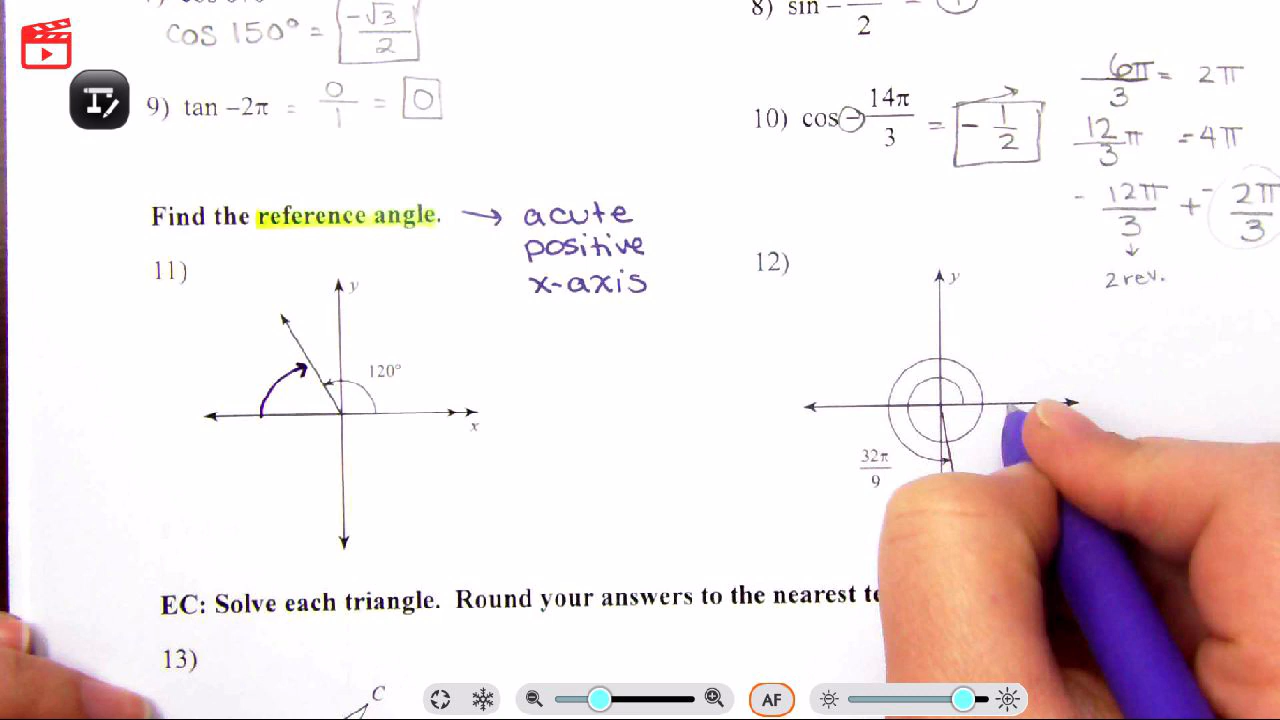 cos 150° = -√3/2
8) sin -  /2 =
9) tan -2π = 0/1 = 0
10) cos - 14π/3 = - 1/2
6π/3 = 2π
12/3 π = 4π
- 12π/3 + - 2π/3
↓
2 rev.
Find the reference angle. → acute
positive
x-axis
11)
y
120°
x
12)
y
32π/9
EC: Solve each triangle. Round your answers to the nearest
13)
C
AF